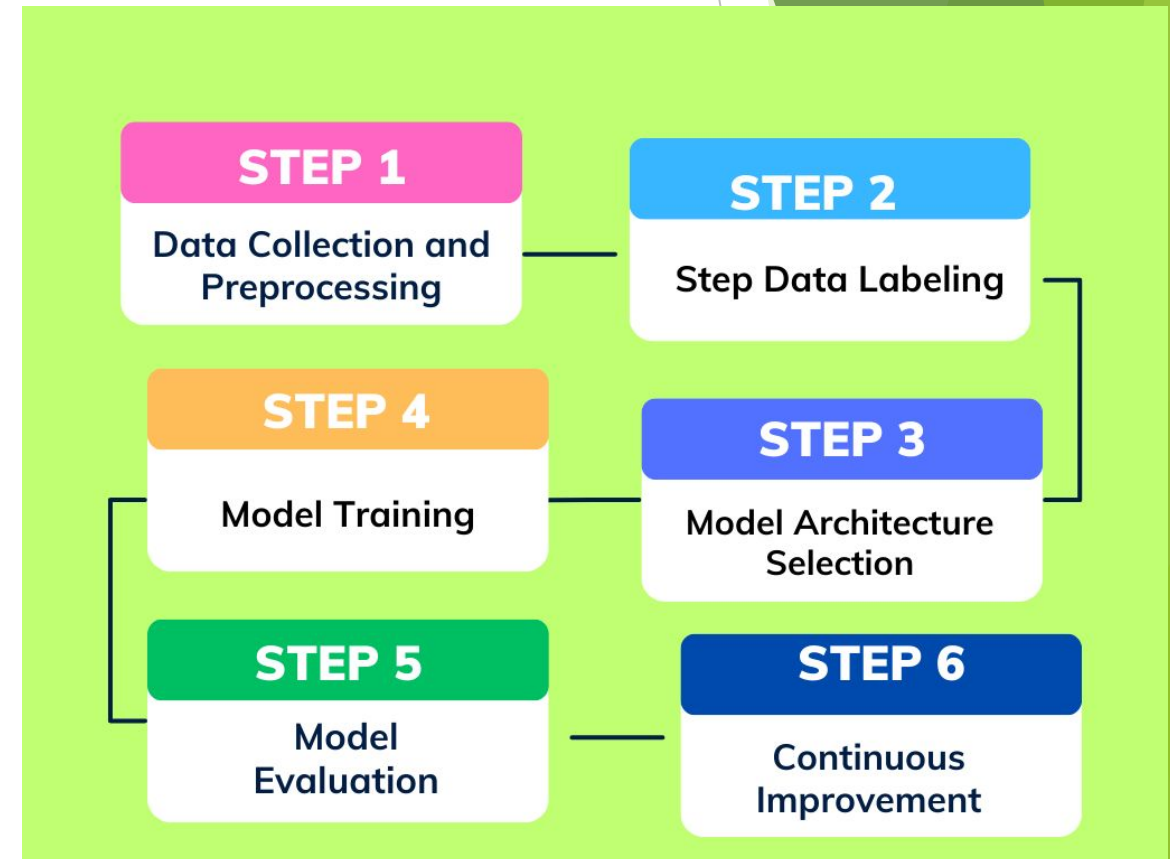 STEP 1
Data Collection and
Preprocessing
STEP 2
Step Data Labeling
STEP 3
Model Architecture
Selection
STEP 4
Model Training
STEP 5
Model
Evaluation
STEP 6
Continuous
Improvement